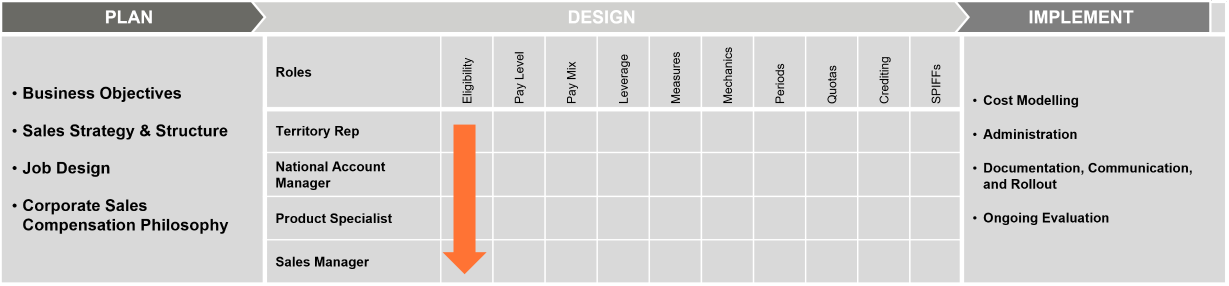 PLAN
DESIGN
IMPLEMENT
• Business Objectives
• Sales Strategy & Structure
• Job Design
• Corporate Sales
Compensation Philosophy
Roles
Eligibility
Pay Level
Pay Mix
Leverage
Measures
Mechanics
Periods
Quotas
Crediting
SPIFFs
Territory Rep
National Account
Manager
Product Specialist
Sales Manager
• Cost Modelling
• Administration
• Documentation, Communication,
and Rollout
• Ongoing Evaluation